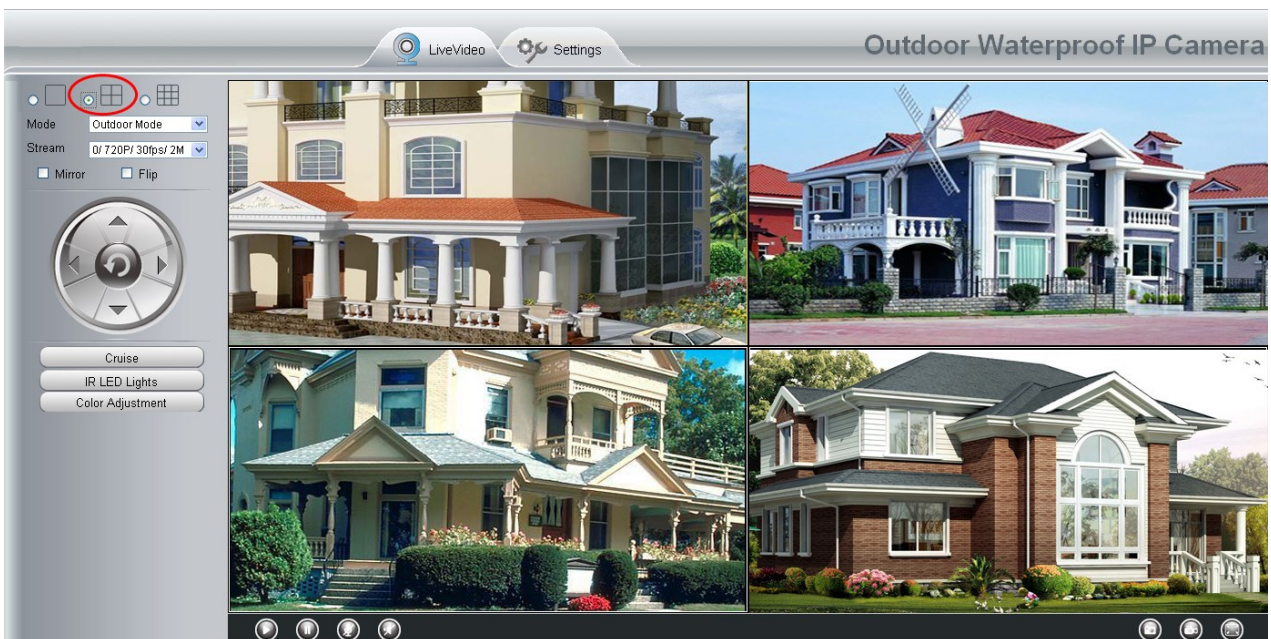 LiveVideo
Settings
Outdoor Waterproof IP Camera
Mode
Outdoor Mode
Stream
0/ 720P/ 30fps/ 2M
Mirror
Flip
Cruise
IR LED Lights
Color Adjustment